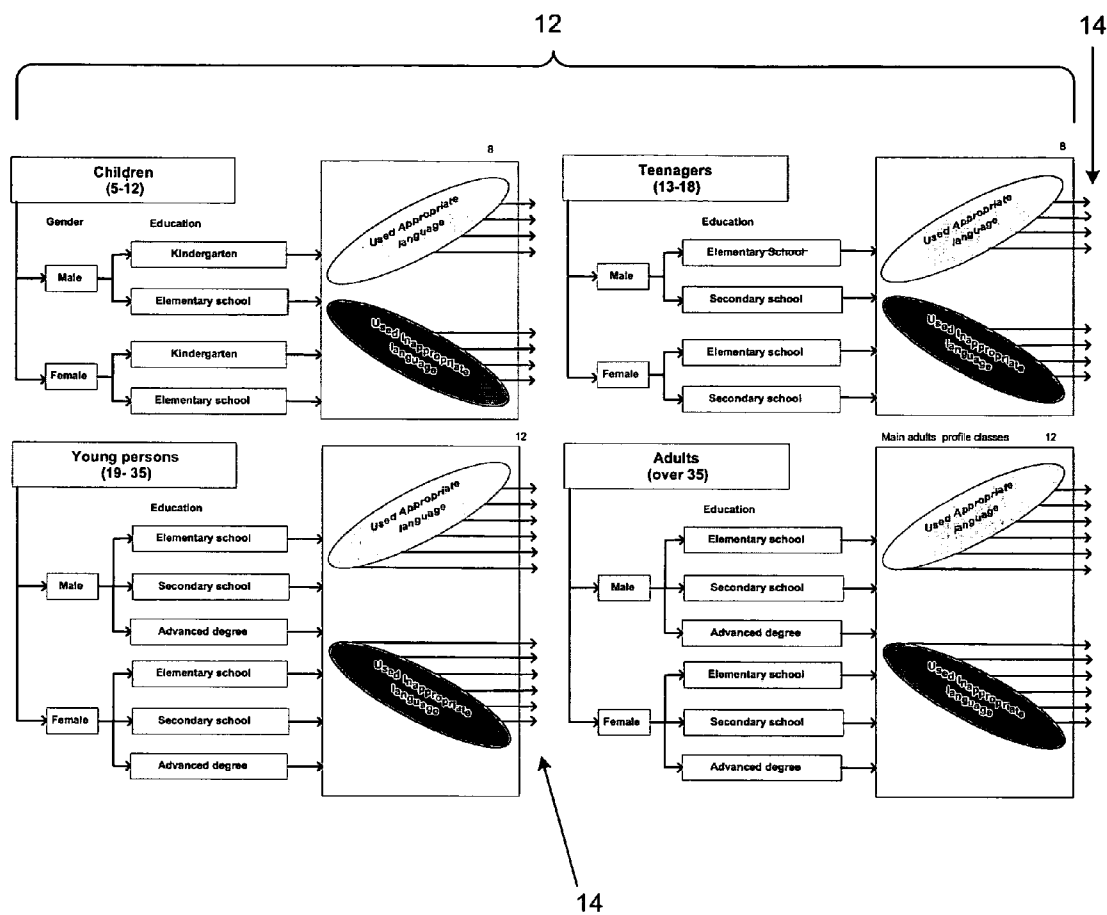 12
14
8
8
Children
(5-12)
Gender
Education
Male
Kindergarten
Elementary school
Female
Kindergarten
Elementary school
Used Appropriate
language
Used Inappropriate
language
Teenagers
(13-18)
Education
Male
Elementary School
Secondary school
Female
Elementary school
Secondary school
Used Appropriate
language
Used Inappropriate
language
12
Young persons
(19- 35)
Education
Male
Elementary school
Secondary school
Advanced degree
Female
Elementary school
Secondary school
Advanced degree
Used Appropriate
language
Used Inappropriate
language
Main adults profile classes 12
Adults
(over 35)
Education
Male
Elementary school
Secondary school
Advanced degree
Female
Elementary school
Secondary school
Advanced degree
Used Appropriate
language
Used Inappropriate
language
14